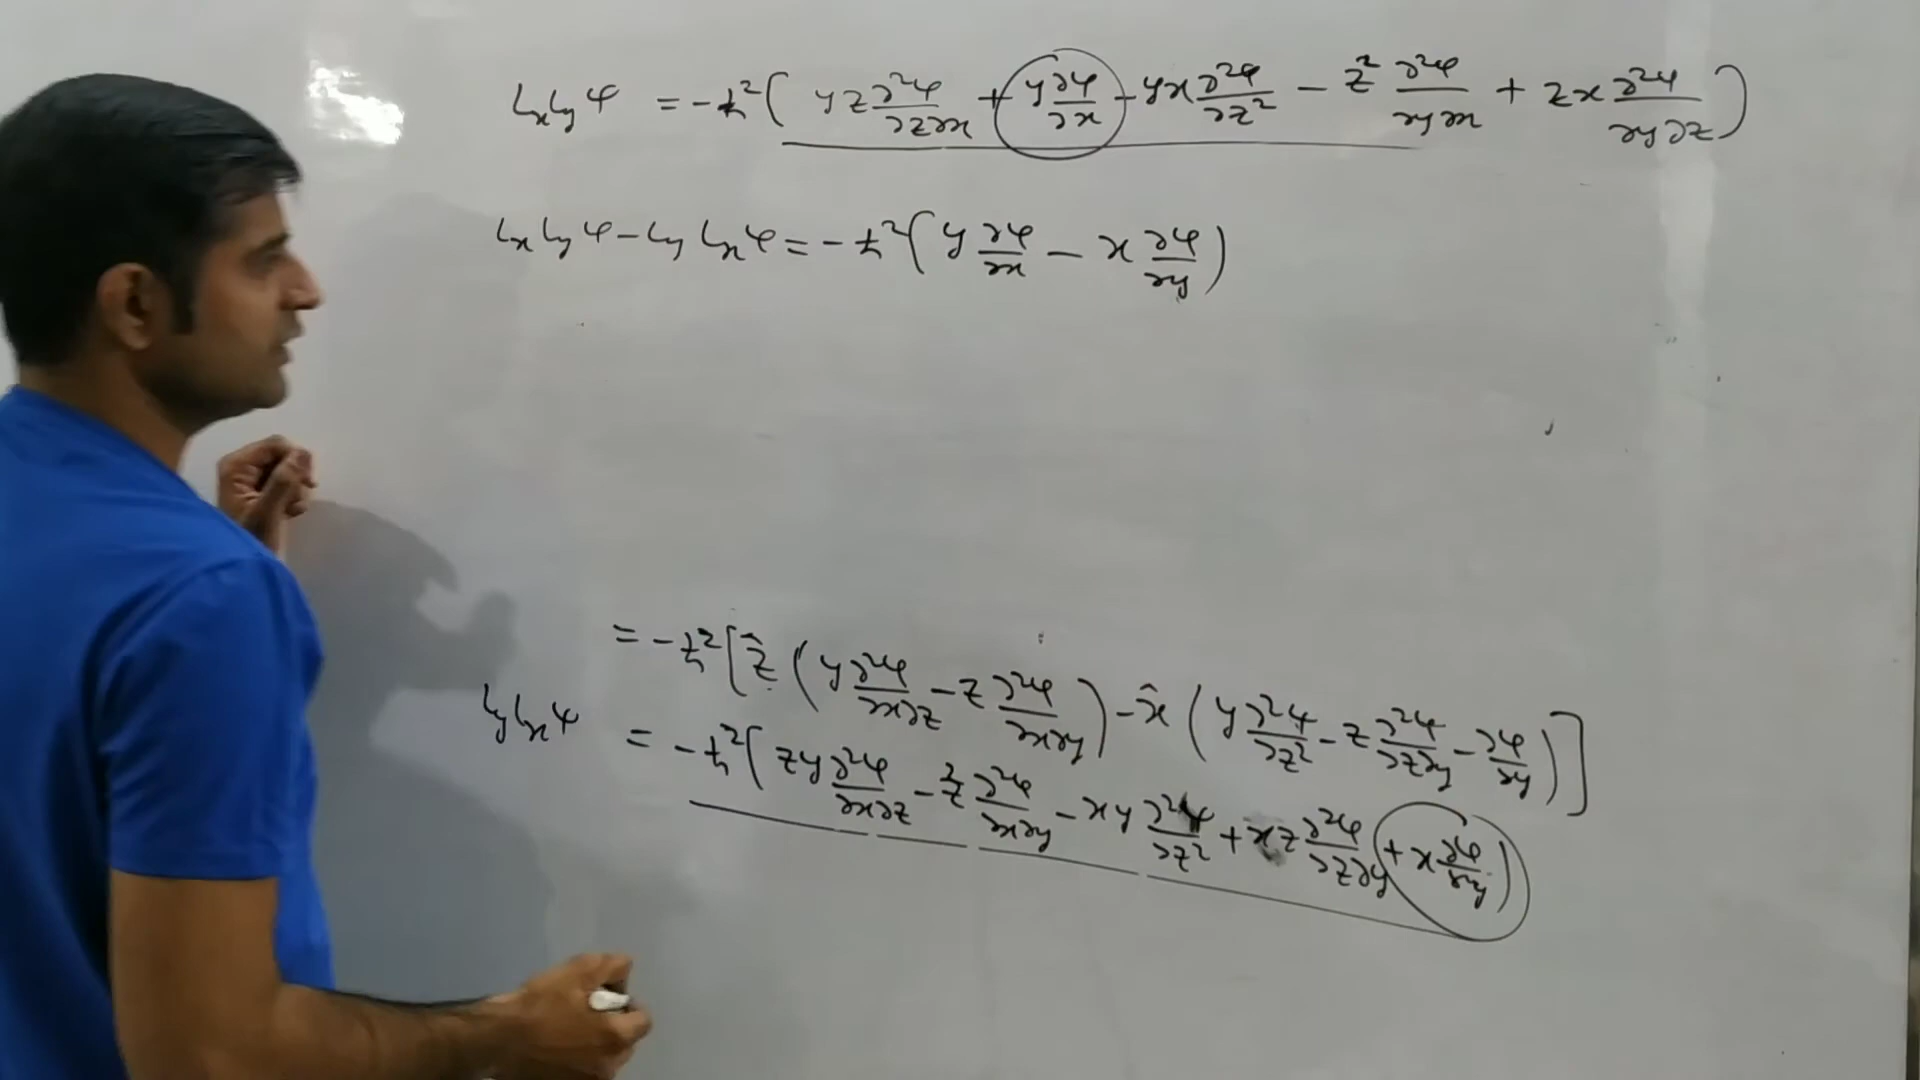 LxLyψ = -ħ²( yz ∂²ψ/∂z∂x + y ∂ψ/∂x - yx ∂²ψ/∂z² - z² ∂²ψ/∂y∂x + zx ∂²ψ/∂y∂z )
LxLyψ - LyLxψ = -ħ²( y ∂ψ/∂x - x ∂ψ/∂y )
= -ħ²[ ẑ ( y ∂²ψ/∂x∂z - z ∂²ψ/∂x∂y ) - x̂ ( y ∂²ψ/∂z² - z ∂²ψ/∂z∂y - ∂ψ/∂y ) ]
LyLxψ = -ħ²( zy ∂²ψ/∂x∂z - z² ∂²ψ/∂x∂y - xy ∂²ψ/∂z² + xz ∂²ψ/∂z∂y + x ∂ψ/∂y )